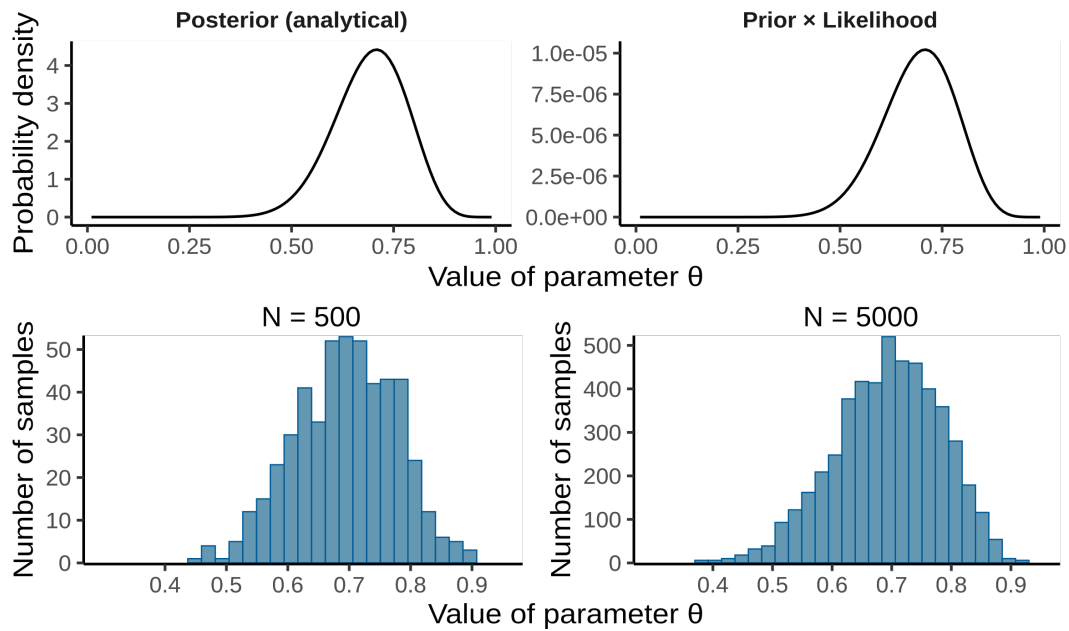 Posterior (analytical)
Prior × Likelihood
Probability density
4
3
2
1
0
1.0e-05
7.5e-06
5.0e-06
2.5e-06
0.0e+00
0.00 0.25 0.50 0.75 1.00
0.00 0.25 0.50 0.75 1.00
Value of parameter θ
N = 500
N = 5000
Number of samples
50
40
30
20
10
0
Number of samples
500
400
300
200
100
0
0.4 0.5 0.6 0.7 0.8 0.9
0.4 0.5 0.6 0.7 0.8 0.9
Value of parameter θ